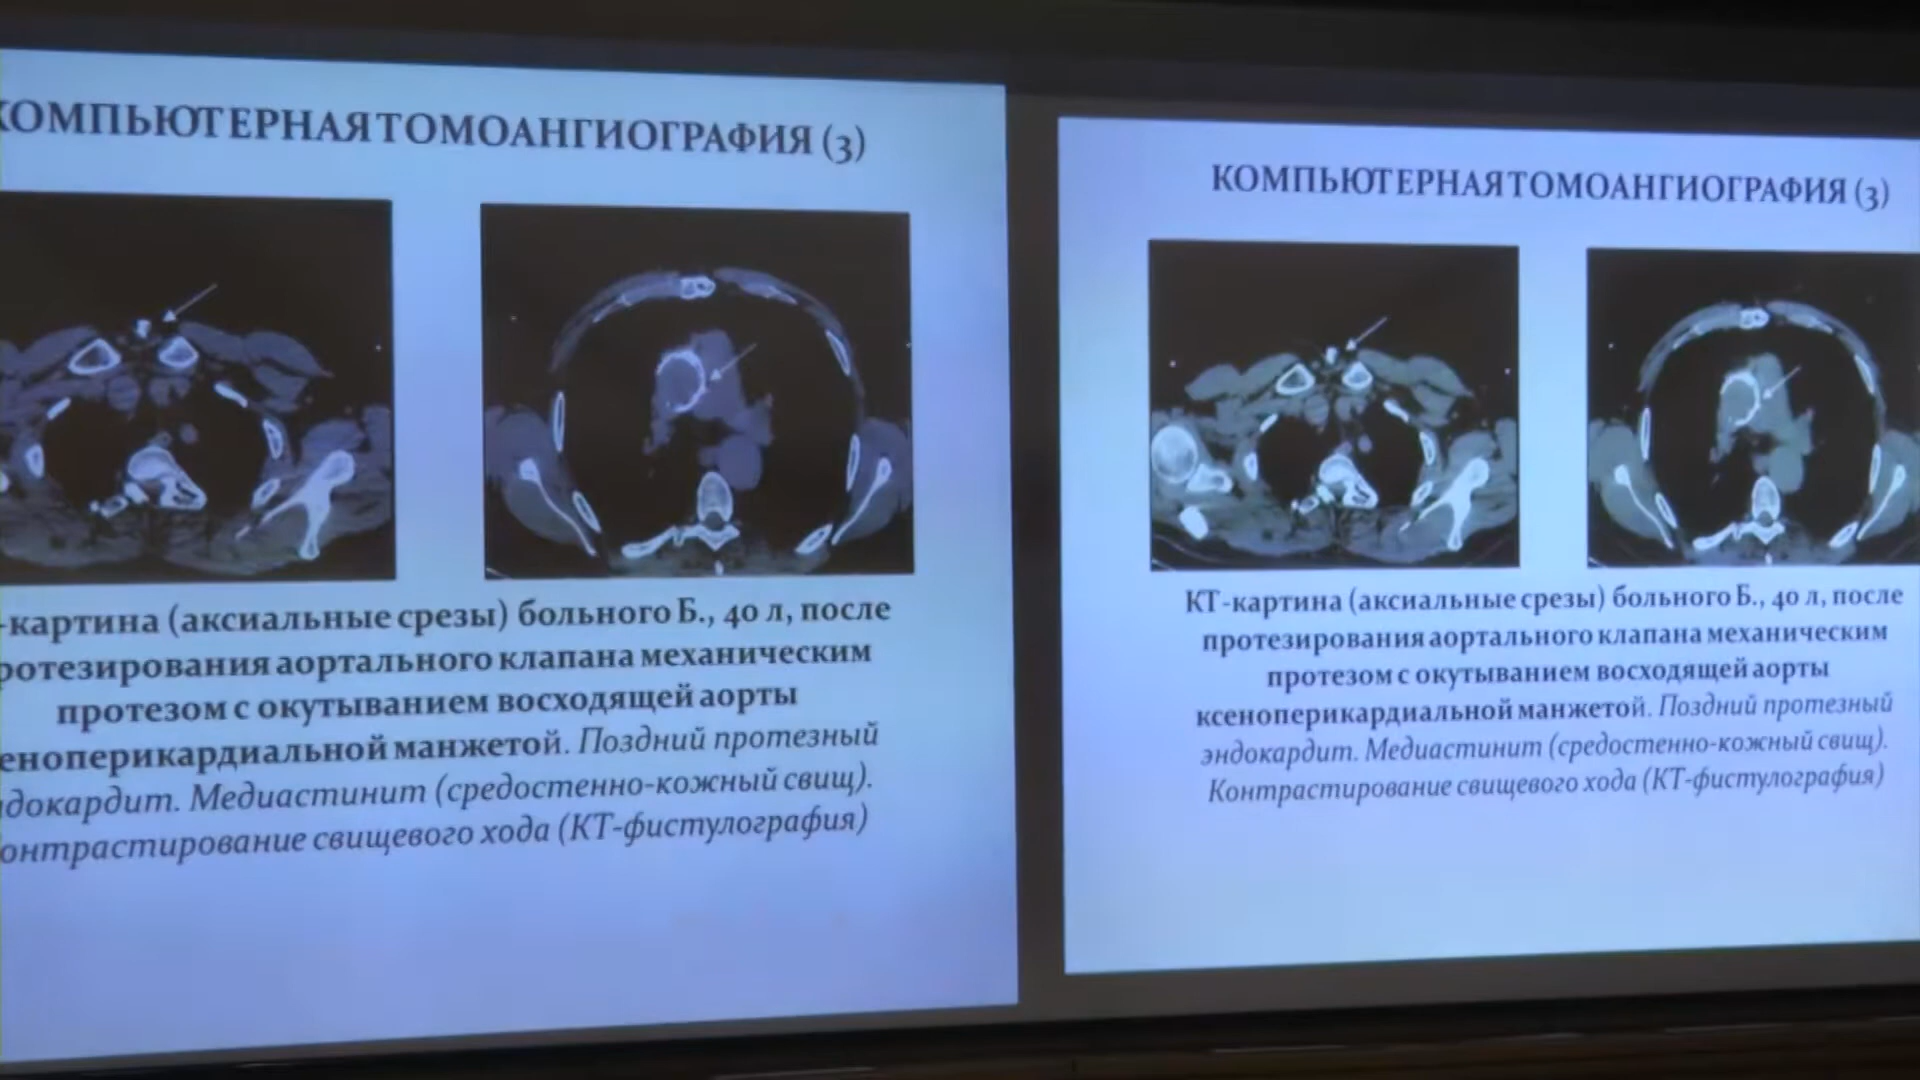 КОМПЬЮТЕРНАЯ ТОМОАНГИОГРАФИЯ (3)
-картина (аксиальные срезы) больного Б., 40 л, после
ротезирования аортального клапана механическим
протезом с окутыванием восходящей аорты
сеноперикардиальной манжетой. Поздний протезный
ндокардит. Медиастинит (средостенно-кожный свищ).
онтрастирование свищевого хода (КТ-фистулография)
КОМПЬЮТЕРНАЯ ТОМОАНГИОГРАФИЯ (3)
КТ-картина (аксиальные срезы) больного Б., 40 л, после
протезирования аортального клапана механическим
протезом с окутыванием восходящей аорты
ксеноперикардиальной манжетой. Поздний протезный
эндокардит. Медиастинит (средостенно-кожный свищ).
Контрастирование свищевого хода (КТ-фистулография)